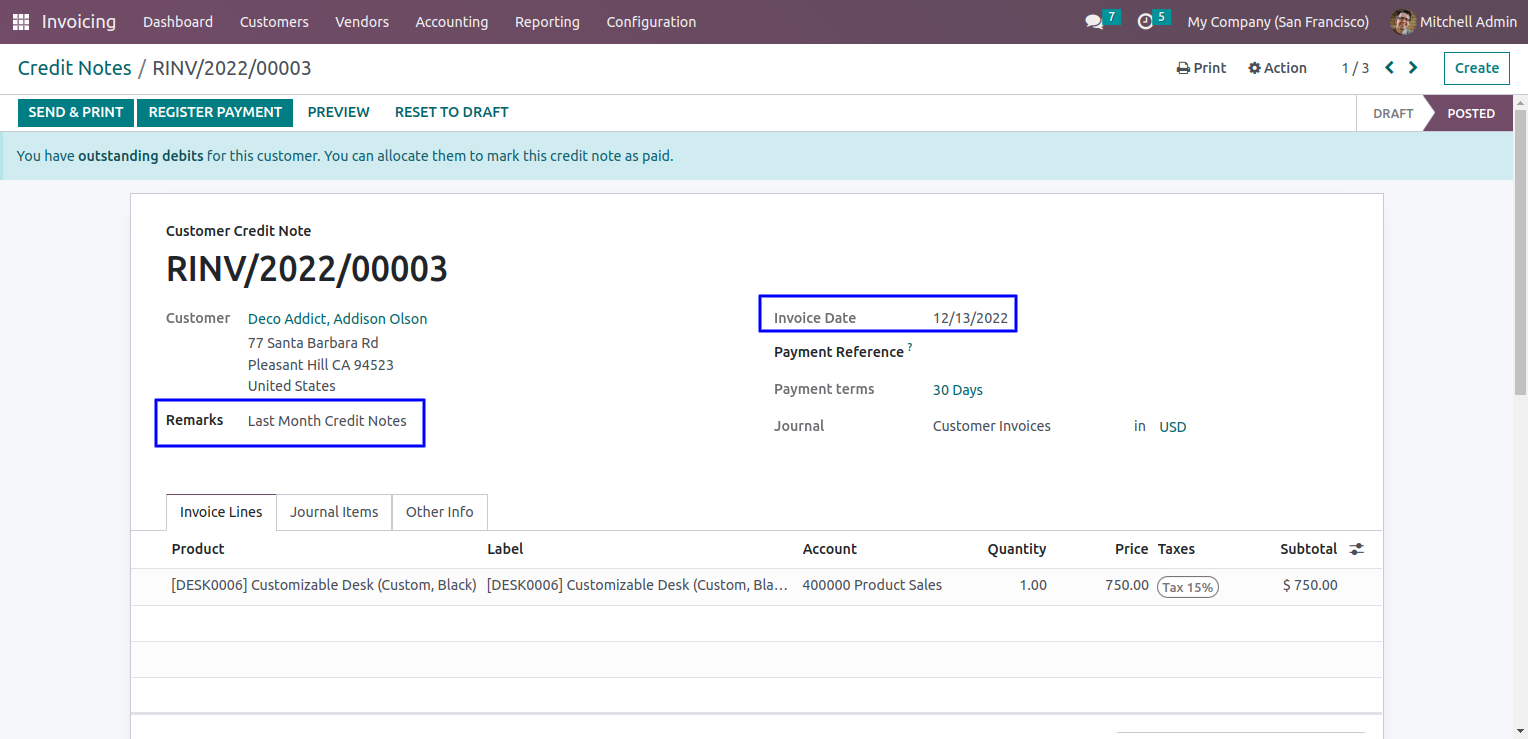 Invoicing Dashboard Customers Vendors Accounting Reporting Configuration 7 5 My Company (San Francisco) Mitchell Admin
Credit Notes / RINV/2022/00003 Print Action 1 / 3 Create
SEND & PRINT REGISTER PAYMENT PREVIEW RESET TO DRAFT DRAFT POSTED
You have outstanding debits for this customer. You can allocate them to mark this credit note as paid.
Customer Credit Note
RINV/2022/00003
Customer Deco Addict, Addison Olson
77 Santa Barbara Rd
Pleasant Hill CA 94523
United States
Remarks Last Month Credit Notes
Invoice Date 12/13/2022
Payment Reference ?
Payment terms 30 Days
Journal Customer Invoices in USD
Invoice Lines Journal Items Other Info
Product Label Account Quantity Price Taxes Subtotal
[DESK0006] Customizable Desk (Custom, Black) [DESK0006] Customizable Desk (Custom, Bla... 400000 Product Sales 1.00 750.00 Tax 15% $ 750.00